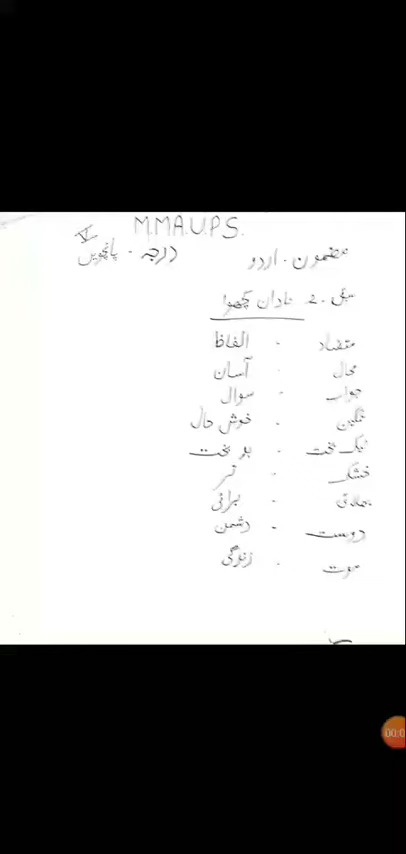 M.M.A.U.P.S.
V
مضمون - اردو درجہ - پانچویں
سبق - 2 نادان کچھوا
متضاد - الفاظ
محال - آسان
جواب - سوال
غمگین - خوش حال
نیک بخت - بد بخت
خشک - تر
بھلائی - برائی
دوست - دشمن
موت - زندگی